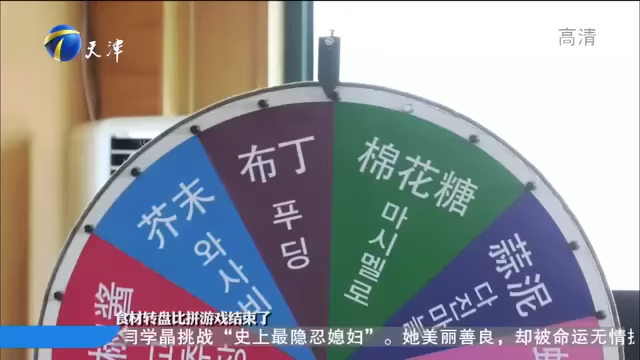 天津
高清
布丁
푸딩
棉花糖
마시멜로
芥末
와사비
蒜泥
다진마늘
酱
食材转盘比拼游戏结束了
闫学晶挑战“史上最隐忍媳妇”。她美丽善良，却被命运无情